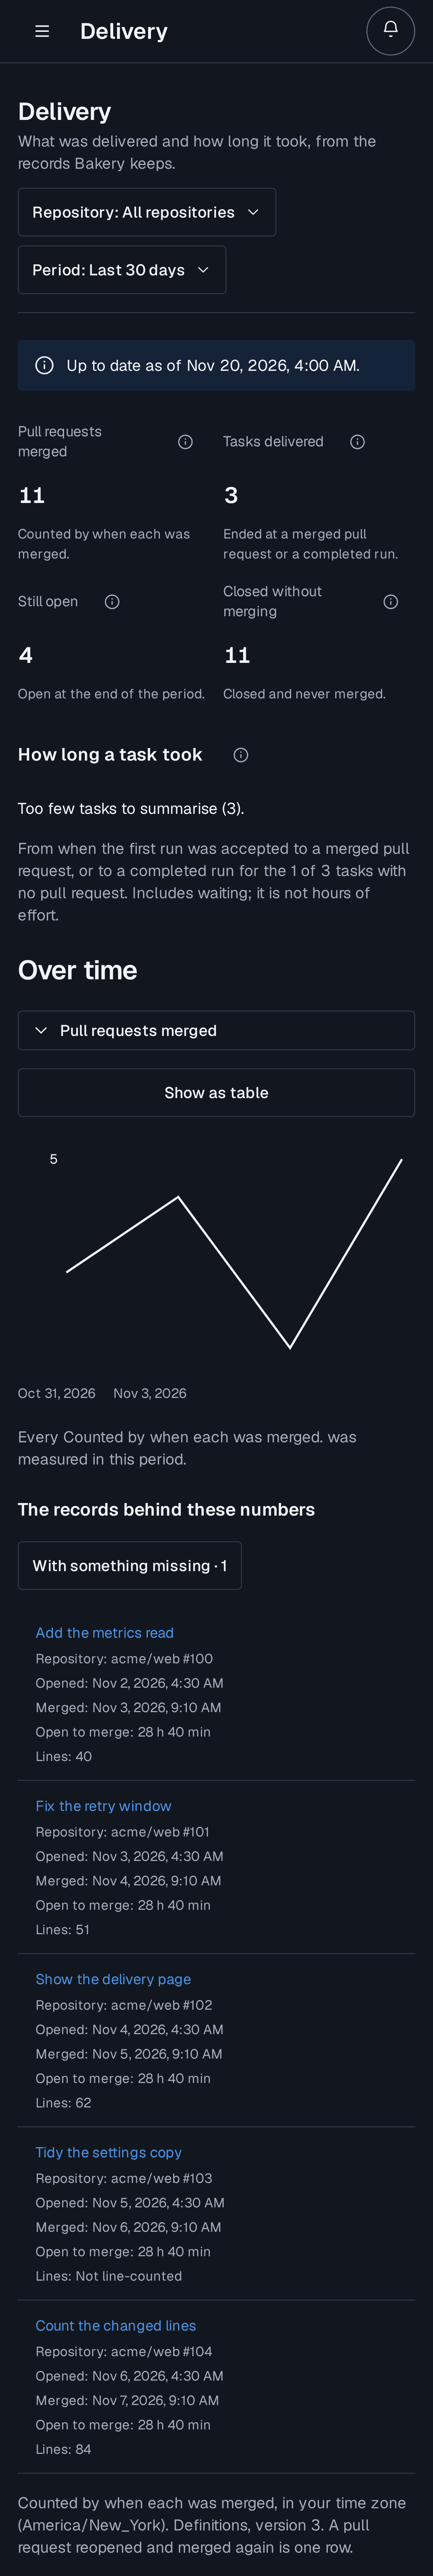 Delivery
Delivery
What was delivered and how long it took, from the
records Bakery keeps.
Repository: All repositories
Period: Last 30 days
Up to date as of Nov 20, 2026, 4:00 AM.
Pull requests
merged
Tasks delivered
11
3
Counted by when each was
merged.
Ended at a merged pull
request or a completed run.
Still open
Closed without
merging
4
11
Open at the end of the period.
Closed and never merged.
How long a task took
Too few tasks to summarise (3).
From when the first run was accepted to a merged pull
request, or to a completed run for the 1 of 3 tasks with
no pull request. Includes waiting; it is not hours of
effort.
Over time
Pull requests merged
Show as table
5
Oct 31, 2026 Nov 3, 2026
Every Counted by when each was merged. was
measured in this period.
The records behind these numbers
With something missing · 1
Add the metrics read
Repository: acme/web #100
Opened: Nov 2, 2026, 4:30 AM
Merged: Nov 3, 2026, 9:10 AM
Open to merge: 28 h 40 min
Lines: 40
Fix the retry window
Repository: acme/web #101
Opened: Nov 3, 2026, 4:30 AM
Merged: Nov 4, 2026, 9:10 AM
Open to merge: 28 h 40 min
Lines: 51
Show the delivery page
Repository: acme/web #102
Opened: Nov 4, 2026, 4:30 AM
Merged: Nov 5, 2026, 9:10 AM
Open to merge: 28 h 40 min
Lines: 62
Tidy the settings copy
Repository: acme/web #103
Opened: Nov 5, 2026, 4:30 AM
Merged: Nov 6, 2026, 9:10 AM
Open to merge: 28 h 40 min
Lines: Not line-counted
Count the changed lines
Repository: acme/web #104
Opened: Nov 6, 2026, 4:30 AM
Merged: Nov 7, 2026, 9:10 AM
Open to merge: 28 h 40 min
Lines: 84
Counted by when each was merged, in your time zone
(America/New_York). Definitions, version 3. A pull
request reopened and merged again is one row.